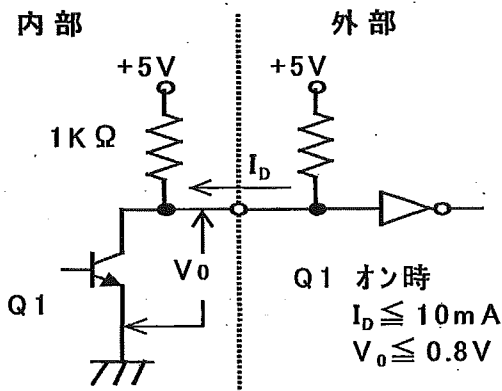 内部
外部
+5V
+5V
1KΩ
I_D
V_0
Q1
Q1 オン時
I_D ≦ 10mA
V_0 ≦ 0.8V